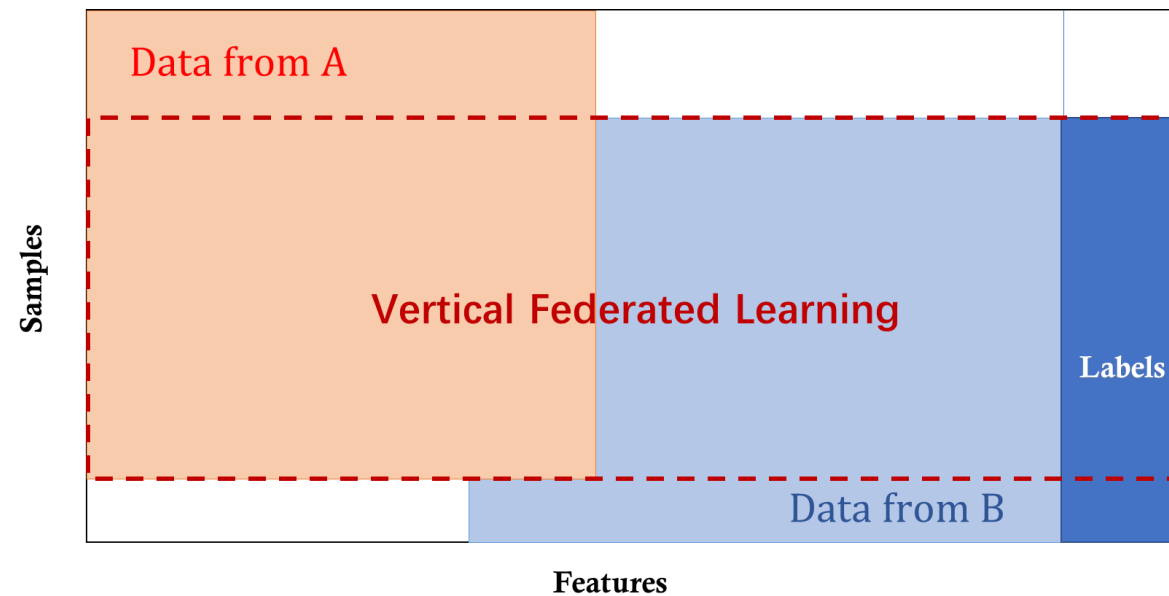 Data from A
Samples
Vertical Federated Learning
Labels
Data from B
Features